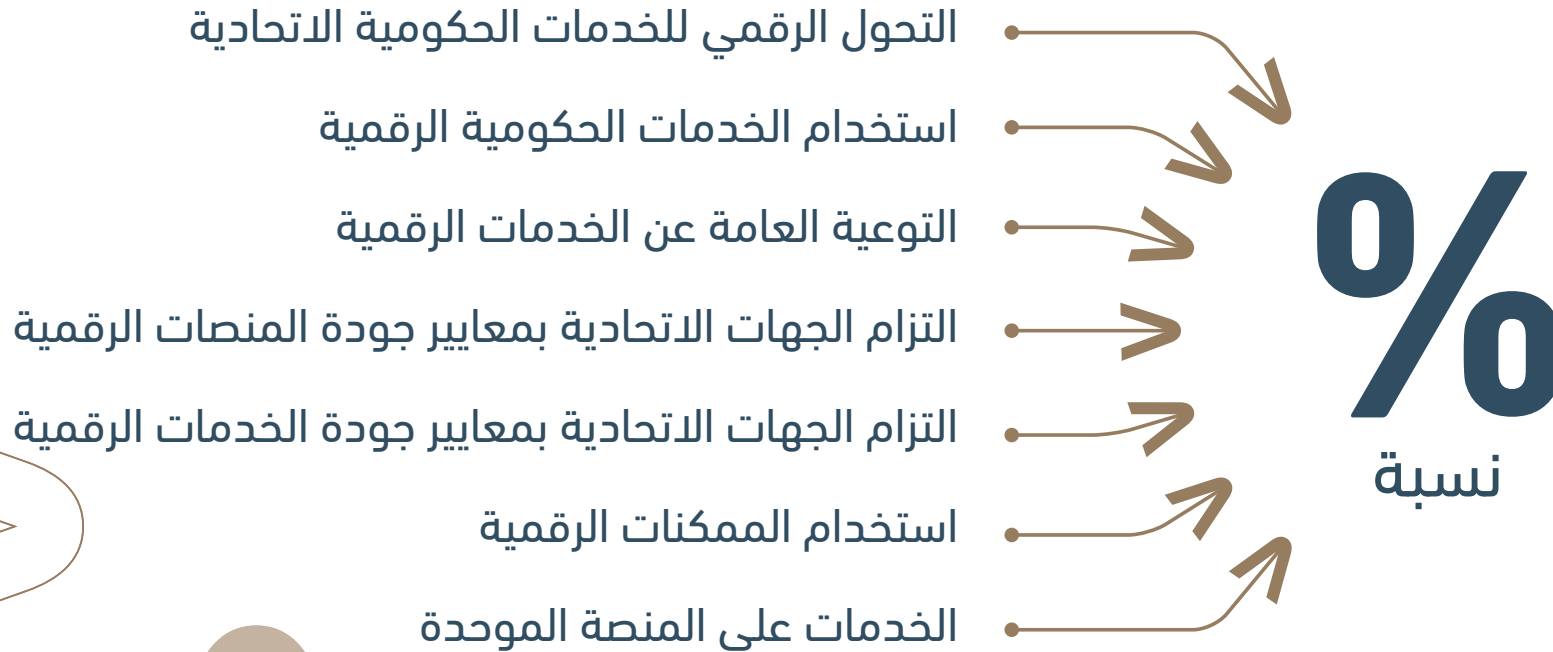 التحول الرقمي للخدمات الحكومية الاتحادية
استخدام الخدمات الحكومية الرقمية
التوعية العامة عن الخدمات الرقمية
التزام الجهات الاتحادية بمعايير جودة المنصات الرقمية
التزام الجهات الاتحادية بمعايير جودة الخدمات الرقمية
استخدام الممكنات الرقمية
الخدمات على المنصة الموحدة
%
نسبة